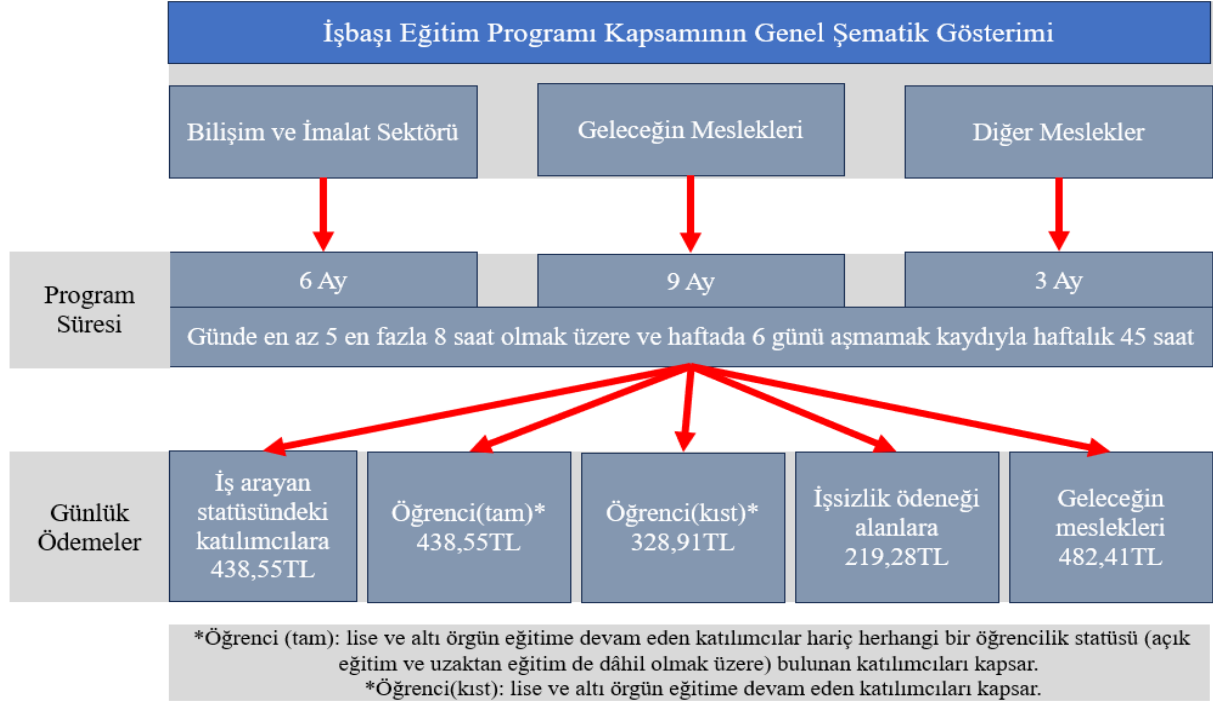 İşbaşı Eğitim Programı Kapsamının Genel Şematik Gösterimi
Bilişim ve İmalat Sektörü
Geleceğin Meslekleri
Diğer Meslekler
Program
Süresi
6 Ay
9 Ay
3 Ay
Günde en az 5 en fazla 8 saat olmak üzere ve haftada 6 günü aşmamak kaydıyla haftalık 45 saat
Günlük
Ödemeler
İş arayan
statüsündeki
katılımcılara
438,55TL
Öğrenci(tam)*
438,55TL
Öğrenci(kıst)*
328,91TL
İşsizlik ödeneği
alanlara
219,28TL
Geleceğin
meslekleri
482,41TL
*Öğrenci (tam): lise ve altı örgün eğitime devam eden katılımcılar hariç herhangi bir öğrencilik statüsü (açık
eğitim ve uzaktan eğitim de dâhil olmak üzere) bulunan katılımcıları kapsar.
*Öğrenci(kıst): lise ve altı örgün eğitime devam eden katılımcıları kapsar.